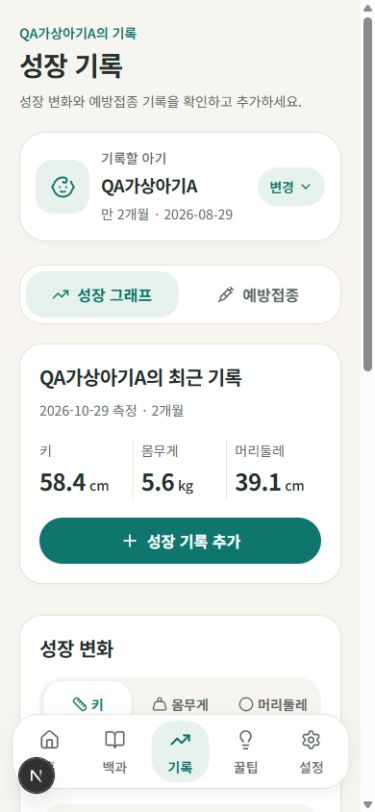 QA가상아기A의 기록
성장 기록
성장 변화와 예방접종 기록을 확인하고 추가하세요.
기록할 아기
QA가상아기A
만 2개월 · 2026-08-29
변경
성장 그래프
예방접종
QA가상아기A의 최근 기록
2026-10-29 측정 · 2개월
키
몸무게
머리둘레
58.4 cm
5.6 kg
39.1 cm
+ 성장 기록 추가
성장 변화
키
몸무게
머리둘레
백과
기록
꿀팁
설정
N